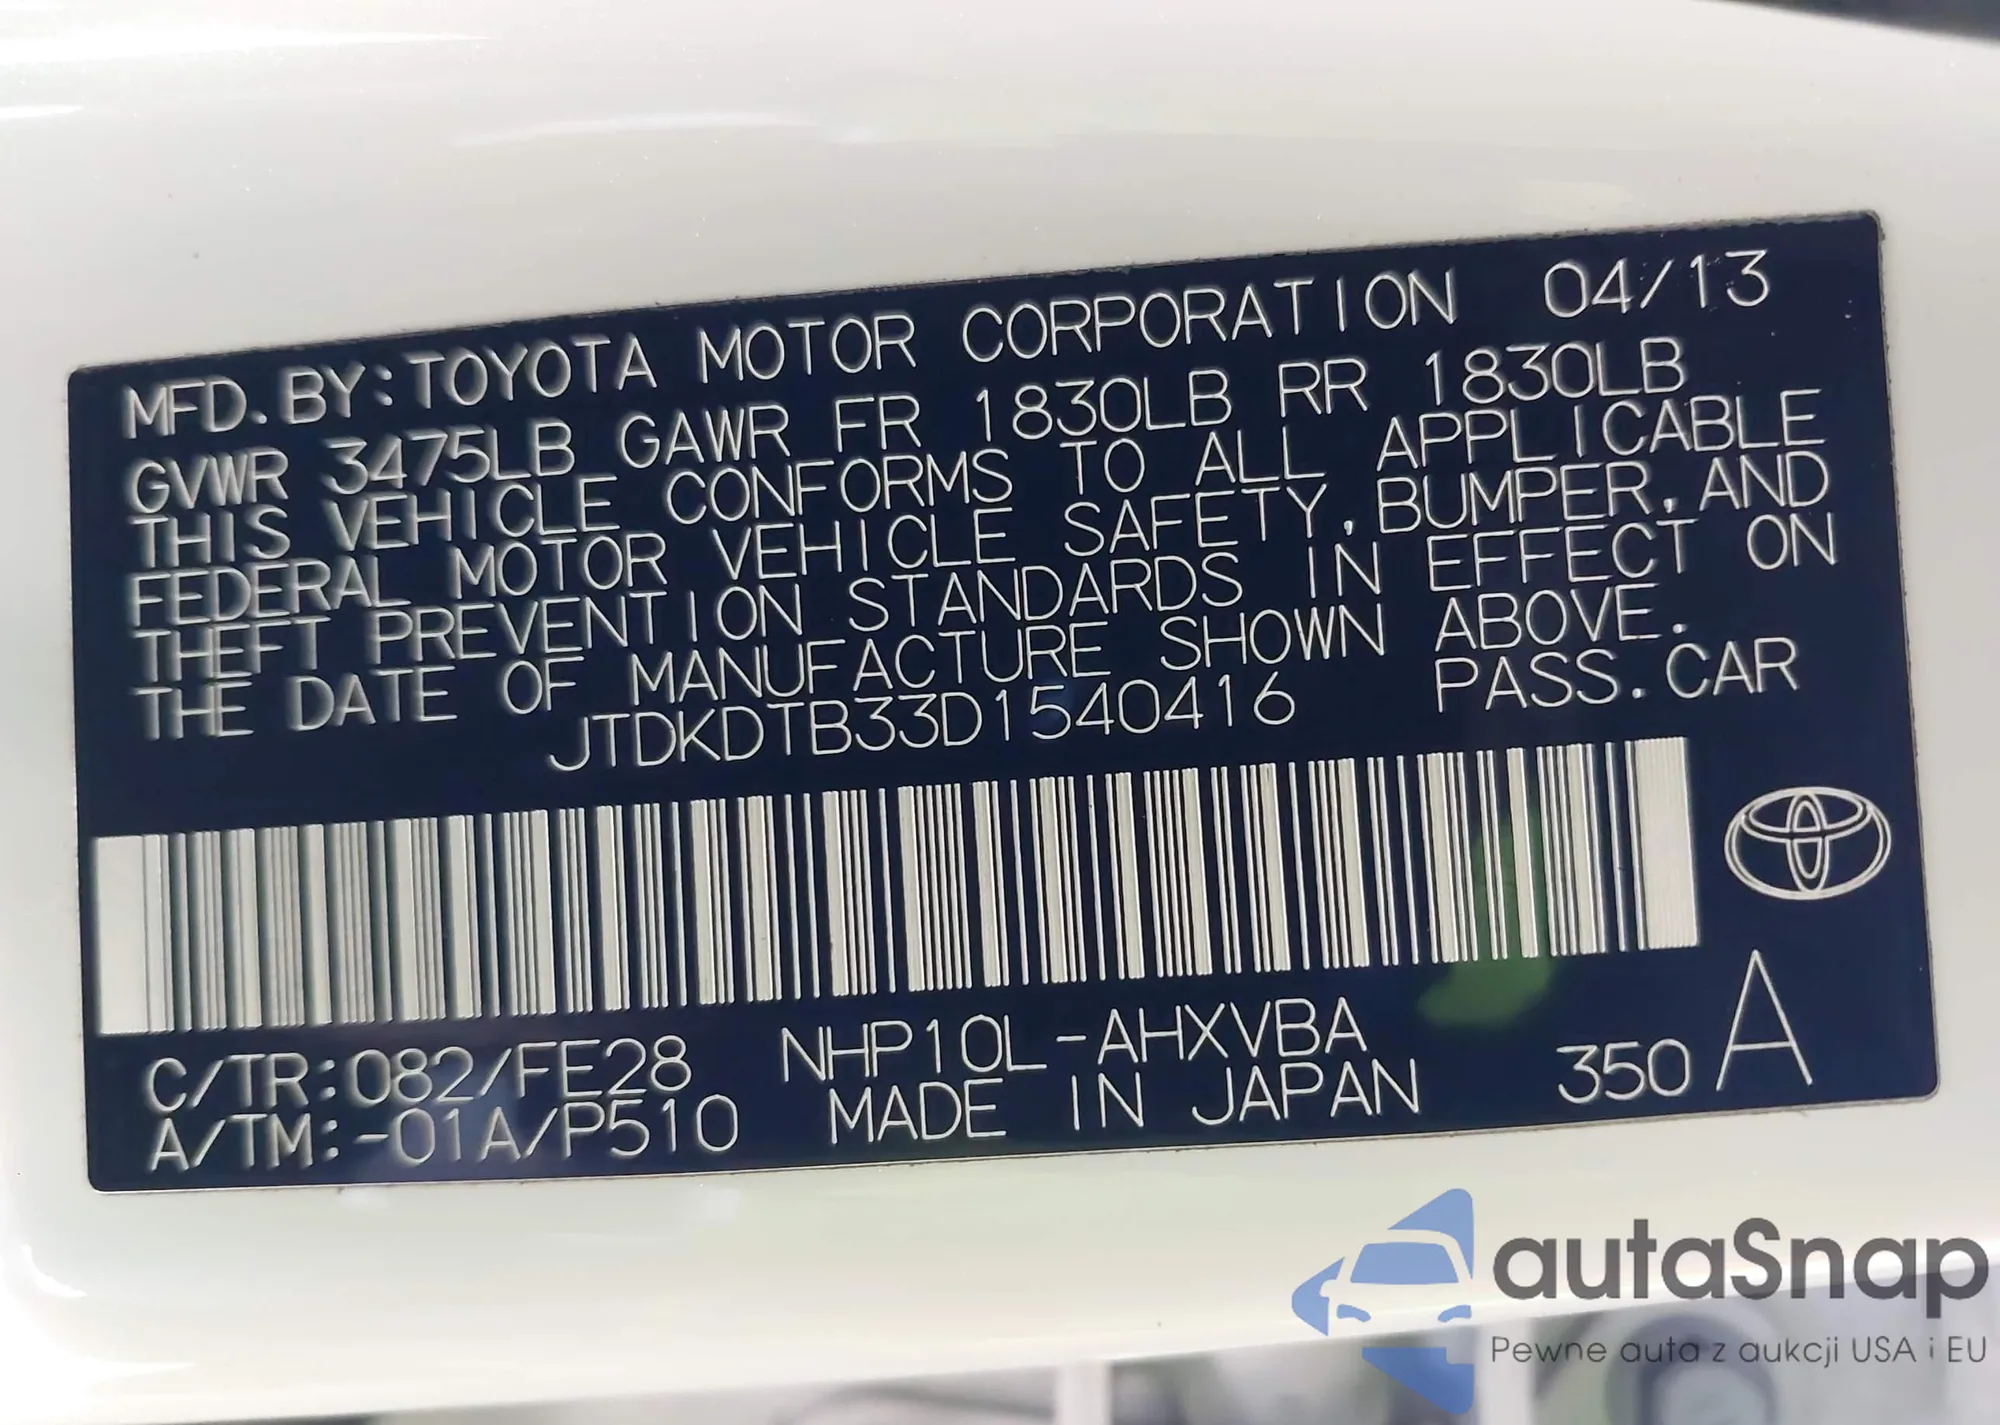 MFD. BY:TOYOTA MOTOR CORPORATION 04/13
GVWR 3475LB GAWR FR 1830LB RR 1830LB
THIS VEHICLE CONFORMS TO ALL APPLICABLE
FEDERAL MOTOR VEHICLE SAFETY, BUMPER, AND
THEFT PREVENTION STANDARDS IN EFFECT ON
THE DATE OF MANUFACTURE SHOWN ABOVE.
JTDKDTB33D1540416 PASS. CAR
C/TR:082/FE28 NHP10L-AHXVBA
A/TM:-01A/P510 MADE IN JAPAN 350 A
autaSnap
Pewne auta z aukcji USA i EU